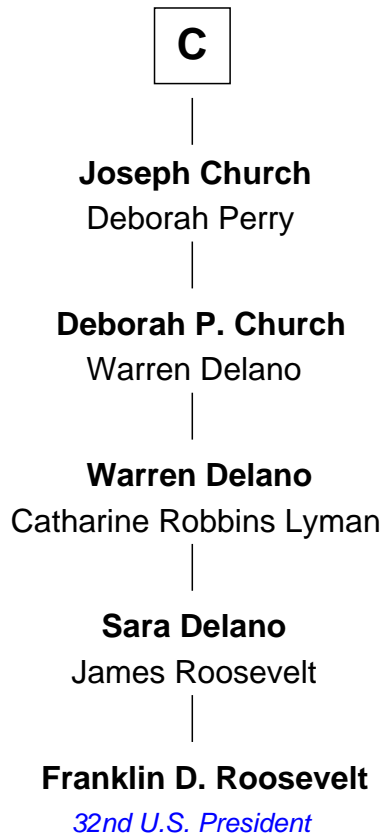 C
Joseph Church
Deborah Perry
Deborah P. Church
Warren Delano
Warren Delano
Catharine Robbins Lyman
Sara Delano
James Roosevelt
Franklin D. Roosevelt
32nd U.S. President